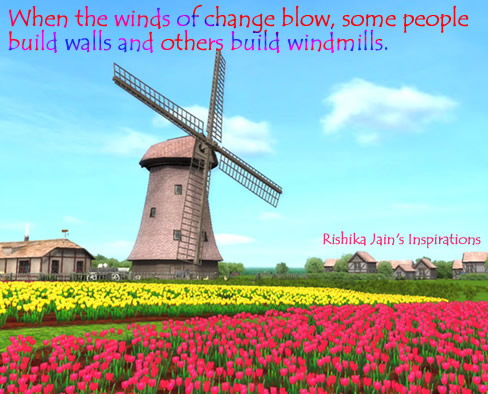 When the winds of change blow, some people
build walls and others build windmills.
Rishika Jain's Inspirations